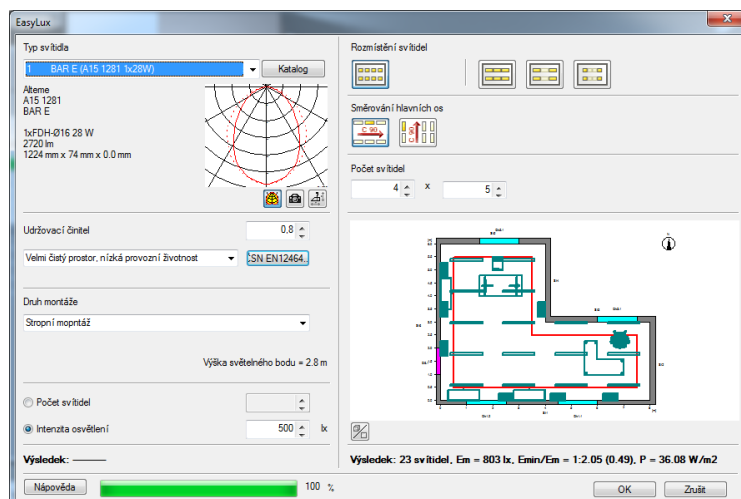 EasyLux
Typ svítidla
1 BAR E (A15 1281 1x28W)
Katalog
Alteme
A15 1281
BAR E
1xFDH-Ø16 28 W
2720 lm
1224 mm x 74 mm x 0.0 mm
Udržovací činitel
0.8
Velmi čistý prostor, nízká provozní životnost
ČSN EN12464..
Druh montáže
Stropní mopntáž
Výška světelného bodu = 2.8 m
Počet svítidel
Intenzita osvětlení
500 lx
Výsledek: ———
Nápověda
100 %
Rozmístění svítidel
Směrování hlavních os
C 90
C 90
Počet svítidel
4 x 5
Výsledek: 23 svítidel, Em = 803 lx, Emin/Em = 1:2.05 (0.49), P = 36.08 W/m2
OK
Zrušit